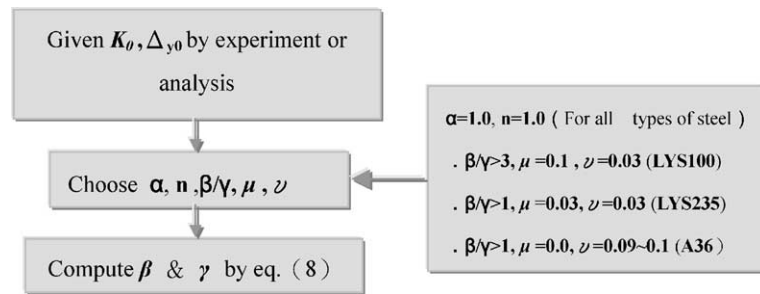 Given K₀, Δy0 by experiment or
analysis
Choose α, n ,β/γ, μ , υ
Compute β & γ by eq. (8)
α=1.0, n=1.0 ( For all types of steel )
. β/γ>3, μ =0.1 , υ=0.03 (LYS100)
. β/γ>1, μ =0.03, υ=0.03 (LYS235)
. β/γ>1, μ =0.0, υ=0.09~0.1 (A36 )